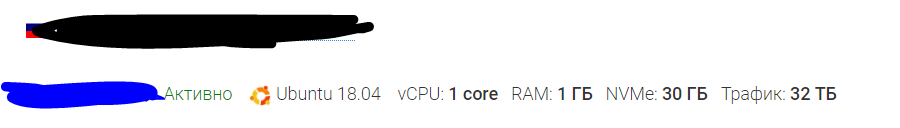 Активно Ubuntu 18.04 vCPU: 1 core RAM: 1 ГБ NVMe: 30 ГБ Трафик: 32 ТБ